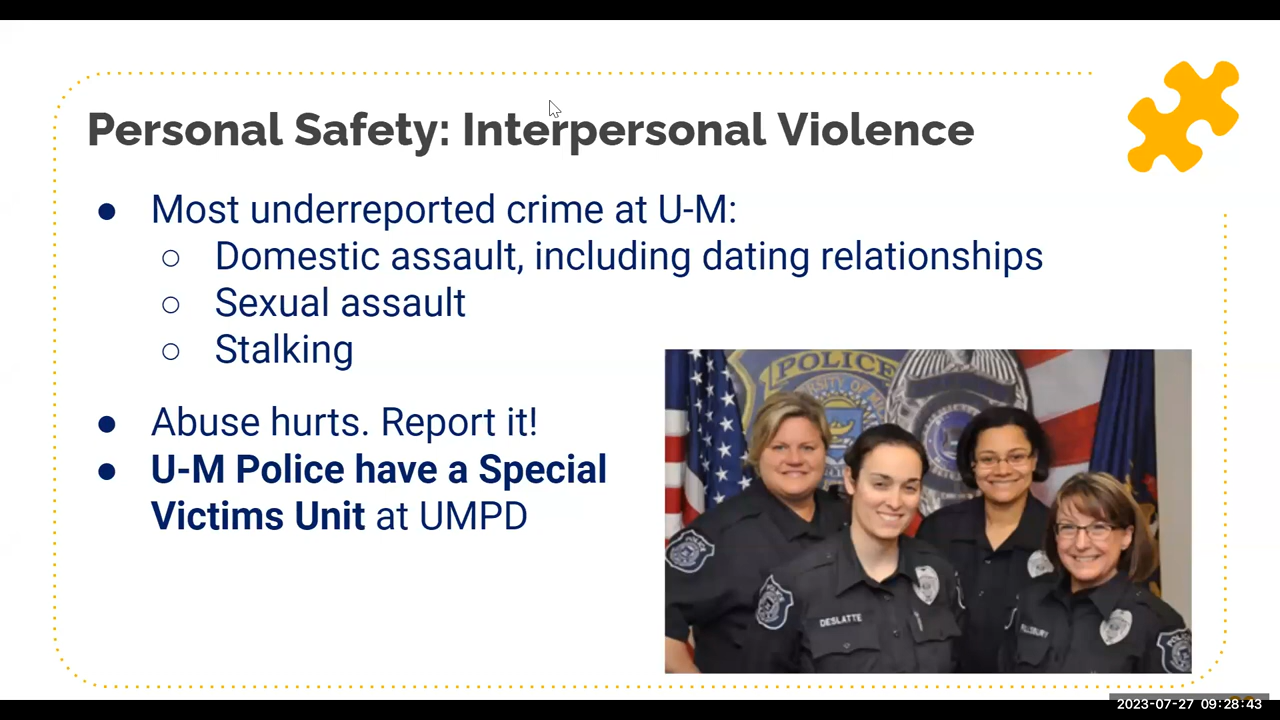 Personal Safety: Interpersonal Violence
● Most underreported crime at U-M:
○ Domestic assault, including dating relationships
○ Sexual assault
○ Stalking
● Abuse hurts. Report it!
● U-M Police have a Special
Victims Unit at UMPD
POLICE
DESLATTE
PILLSBURY
2023-07-27 09:28:43